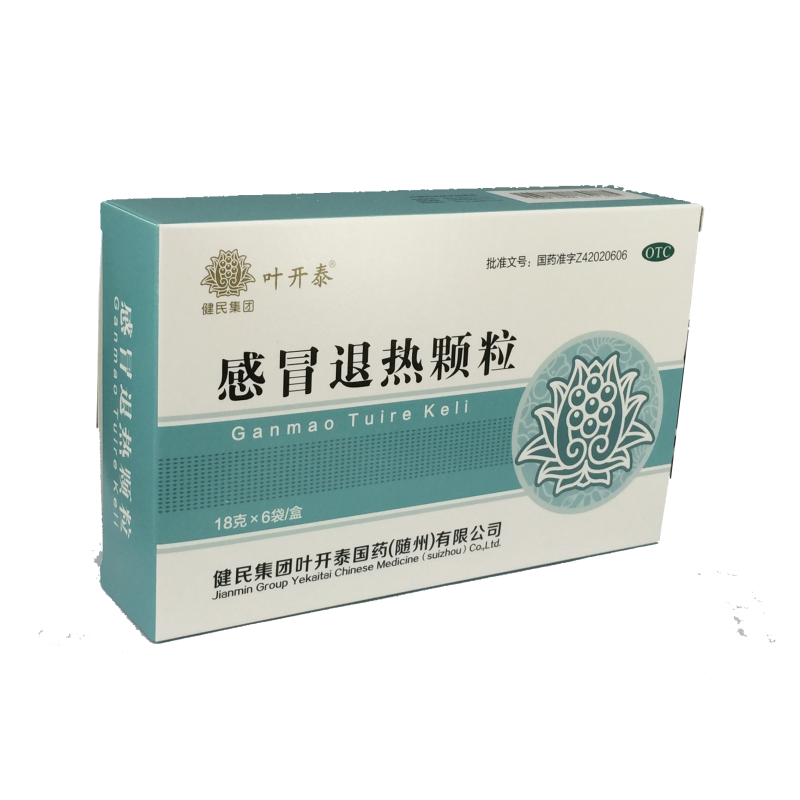 叶开泰®
健民集团
批准文号：国药准字Z42020606
OTC
感冒退热颗粒
Ganmao Tuire Keli
18克×6袋/盒
健民集团叶开泰国药(随州)有限公司
Jianmin Group Yekaitai Chinese Medicine (suizhou) Co.,Ltd.
感冒退热颗粒
Ganmao Tuire Keli